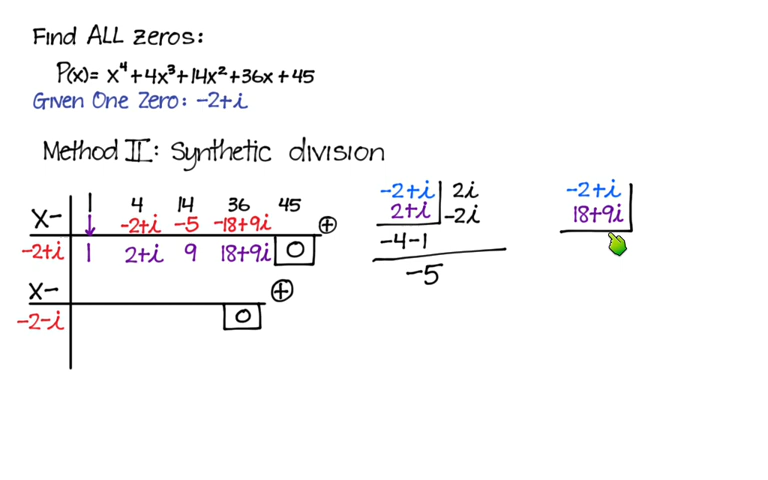 Find ALL zeros:
P(x)= x⁴+4x³+14x²+36x+45
Given One Zero: -2+i
Method II: Synthetic division
1 4 14 36 45
x- -2+i -5 -18+9i ⊕
-2+i 1 2+i 9 18+9i 0
x- ⊕
-2-i 0
-2+i 2i
2+i -2i
-4-1
-5
-2+i
18+9i